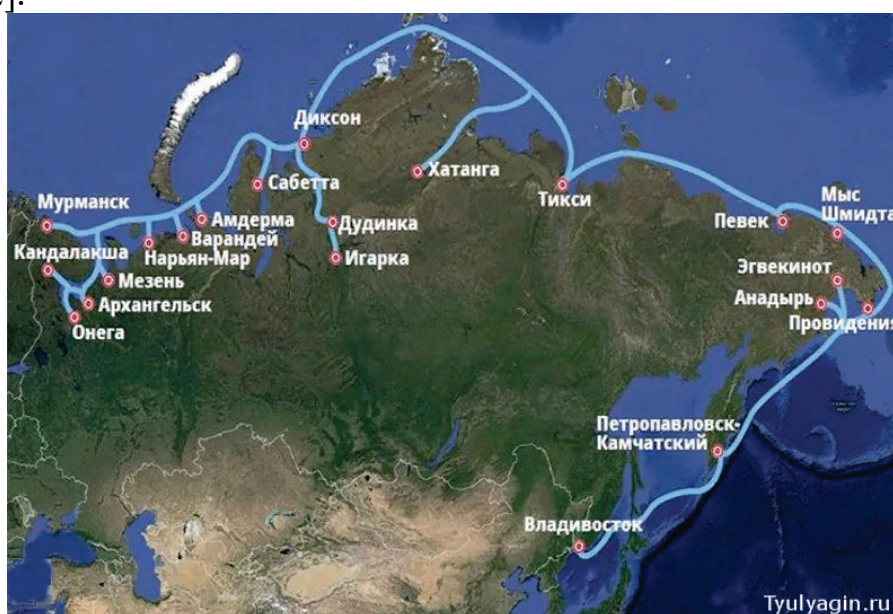 Диксон
Хатанга
Сабетта
Тикси
Мурманск
Мыс
Шмидта
Певек
Амдерма
Дудинка
Варандей
Кандалакша
Нарьян-Мар
Игарка
Эгвекинот
Мезень
Анадырь
Архангельск
Провидения
Онега
Петропавловск-
Камчатский
Владивосток
Tyulyagin.ru